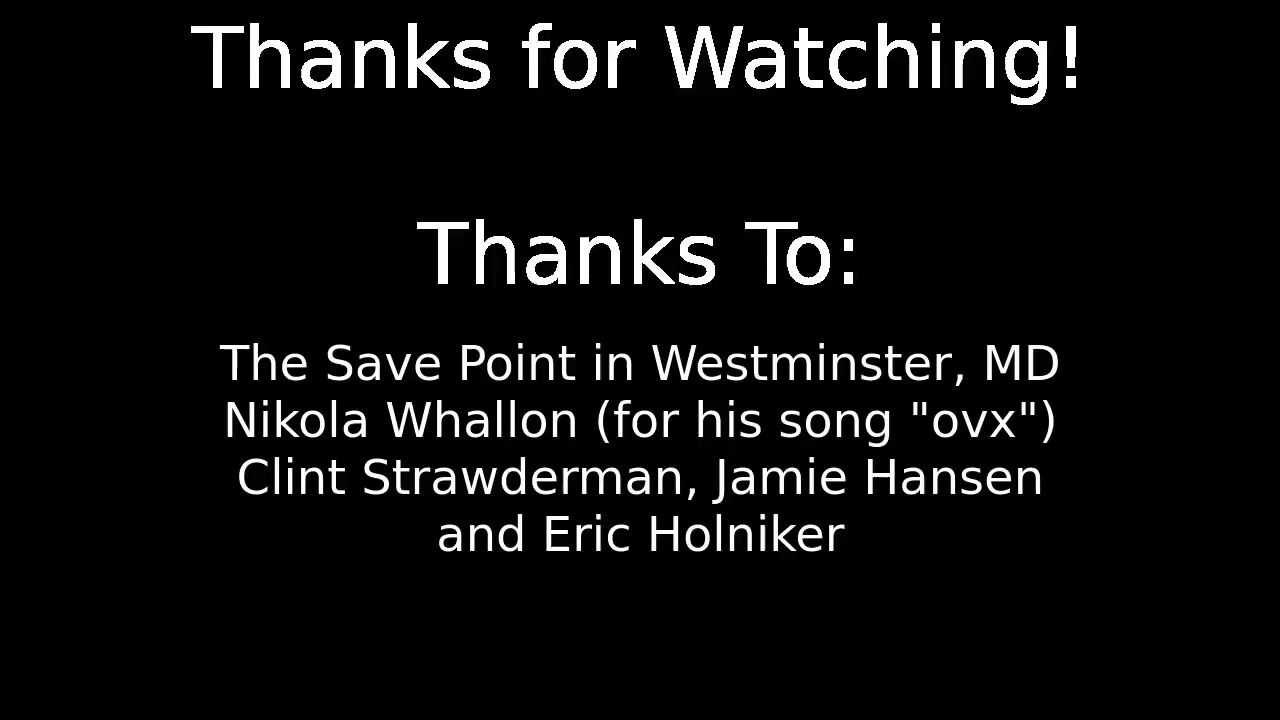 Thanks for Watching!
Thanks To:
The Save Point in Westminster, MD
Nikola Whallon (for his song "ovx")
Clint Strawderman, Jamie Hansen
and Eric Holniker